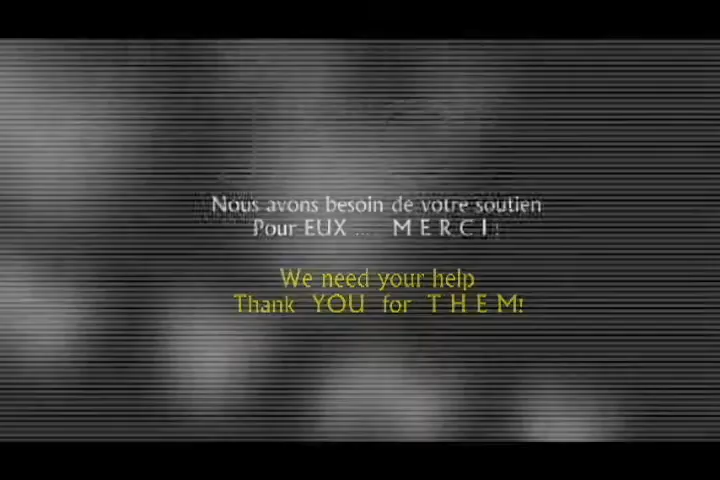 Nous avons besoin de votre soutien
Pour EUX .... M E R C I !
We need your help
Thank YOU for T H E M!